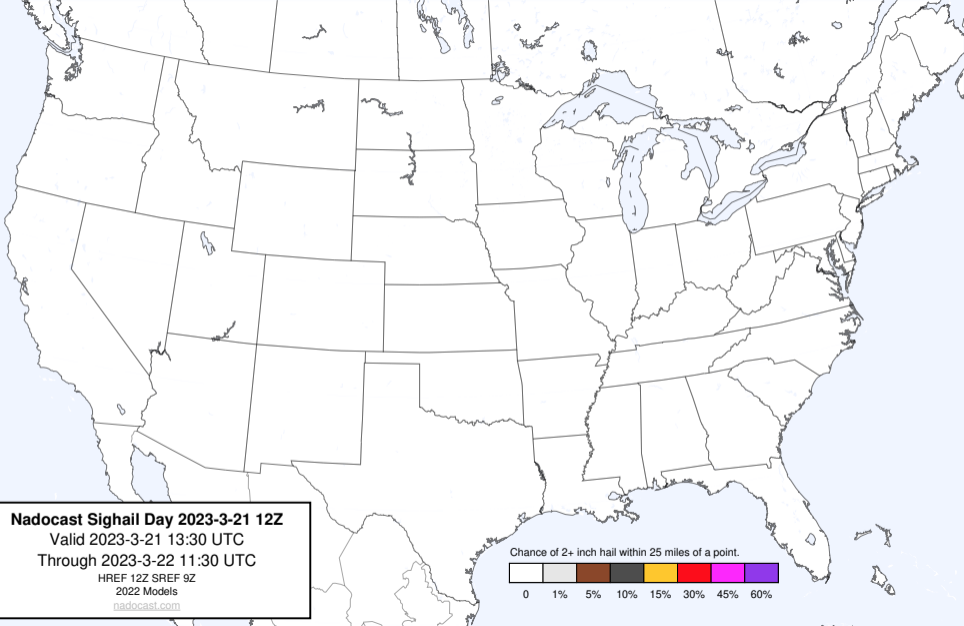 Nadocast Sighail Day 2023-3-21 12Z
Valid 2023-3-21 13:30 UTC
Through 2023-3-22 11:30 UTC
HREF 12Z SREF 9Z
2022 Models
nadocast.com
Chance of 2+ inch hail within 25 miles of a point.
0 1% 5% 10% 15% 30% 45% 60%